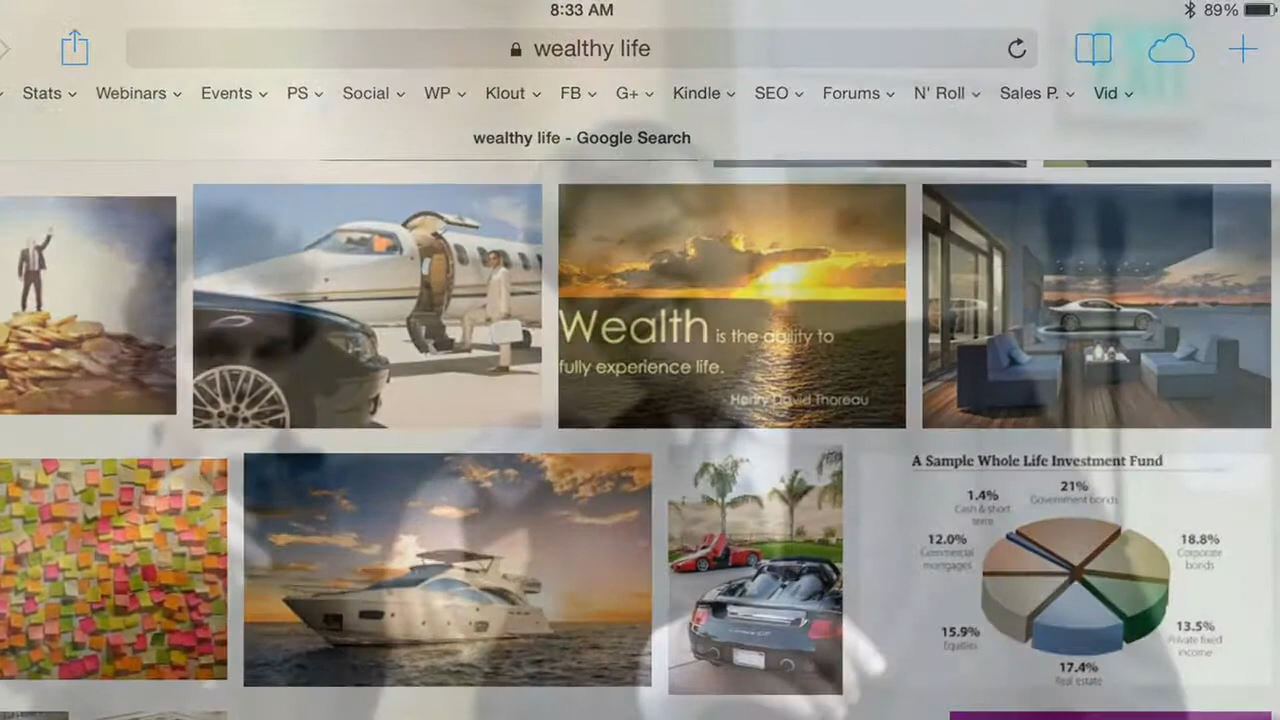 8:33 AM
89%
wealthy life
Stats
Webinars
Events
PS
Social
WP
Klout
FB
G+
Kindle
SEO
Forums
N' Roll
Sales P.
Vid
wealthy life - Google Search
Wealth is the ability to
fully experience life.
- Henry David Thoreau
A Sample Whole Life Investment Fund
21%
Government bonds
1.4%
Cash & short
term
12.0%
Commercial
mortgages
18.8%
Corporate
bonds
15.9%
Equities
13.5%
Private fixed
income
17.4%
Real estate